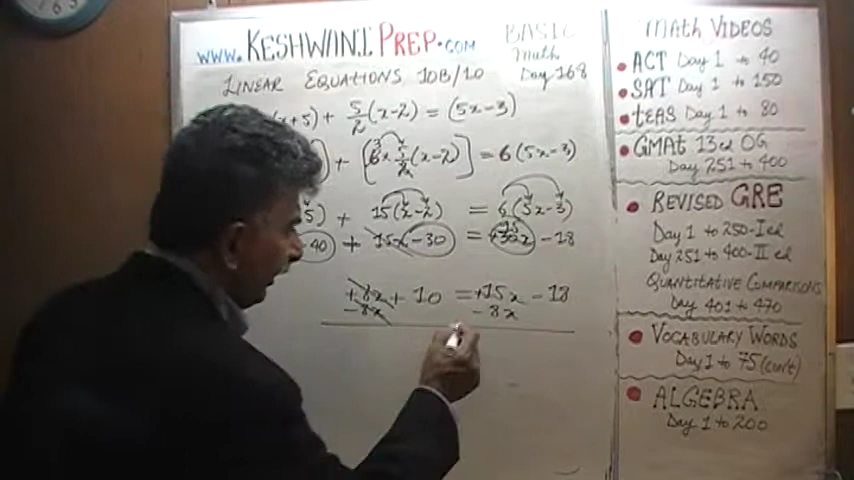 www.KESHWANI PREP.COM
BASIC
Math
Day 168
LINEAR EQUATIONS 10B/10
x+5) + 5/2 (x-2) = (5x-3)
+ [6x 5/2 (x-2)] = 6(5x-3)
5) + 15(x-2) = 6(5x-3)
40 + 15x-30 = -18
+8x + 10 = +15x - 18
-8x -8x
Math VIDEOS
ACT Day 1 to 40
SAT Day 1 to 150
tEAS Day 1 to 80
GMAt 13ed OG
Day 251 to 400
REVISED GRE
Day 1 to 250-I ed
Day 251 to 400-II ed
QUANTITATIVE COMPARISONS
Day 401 to 470
VOCABULARY WORDS
Day 1 to 75 (cont)
ALGEBRA
Day 1 to 200